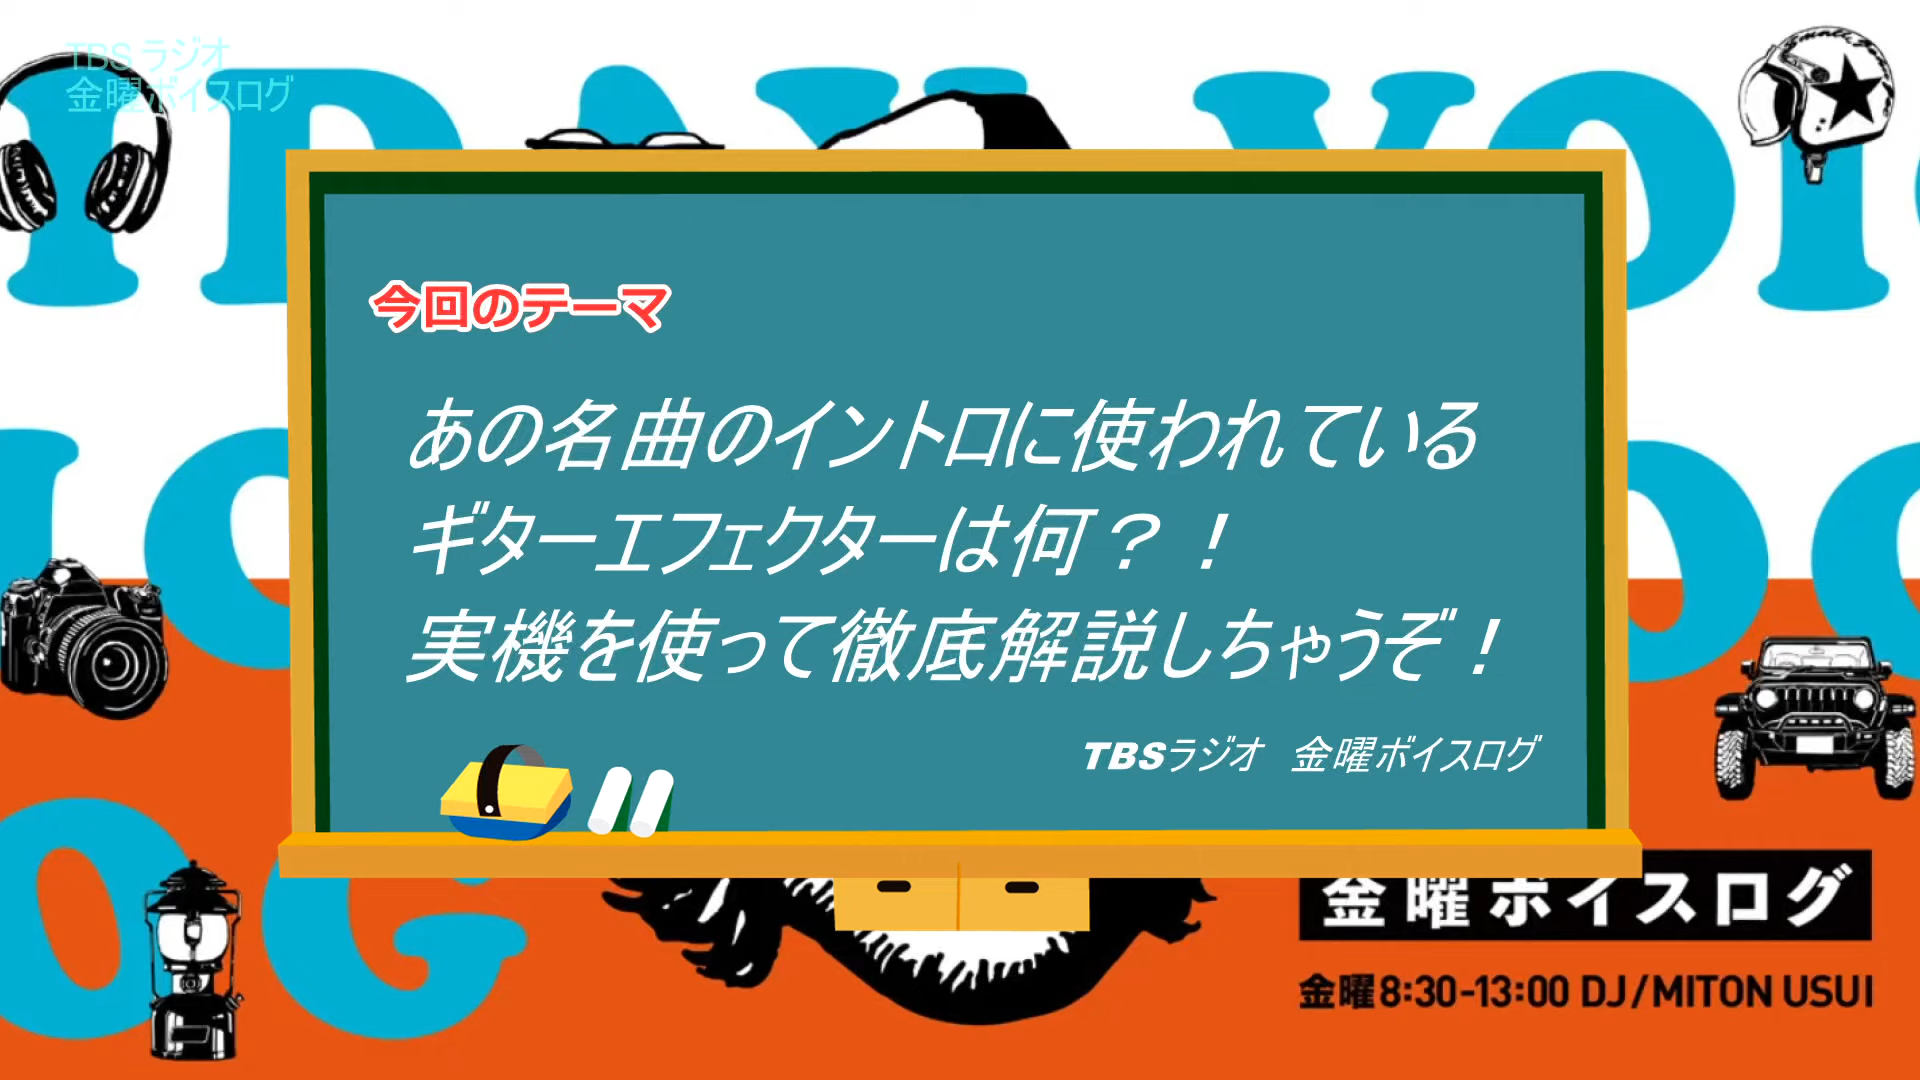 TBSラジオ
金曜ボイスログ
今回のテーマ
あの名曲のイントロに使われている
ギターエフェクターは何？！
実機を使って徹底解説しちゃうぞ！
TBSラジオ　金曜ボイスログ
金曜ボイスログ
金曜8:30-13:00 DJ/MITON USUI